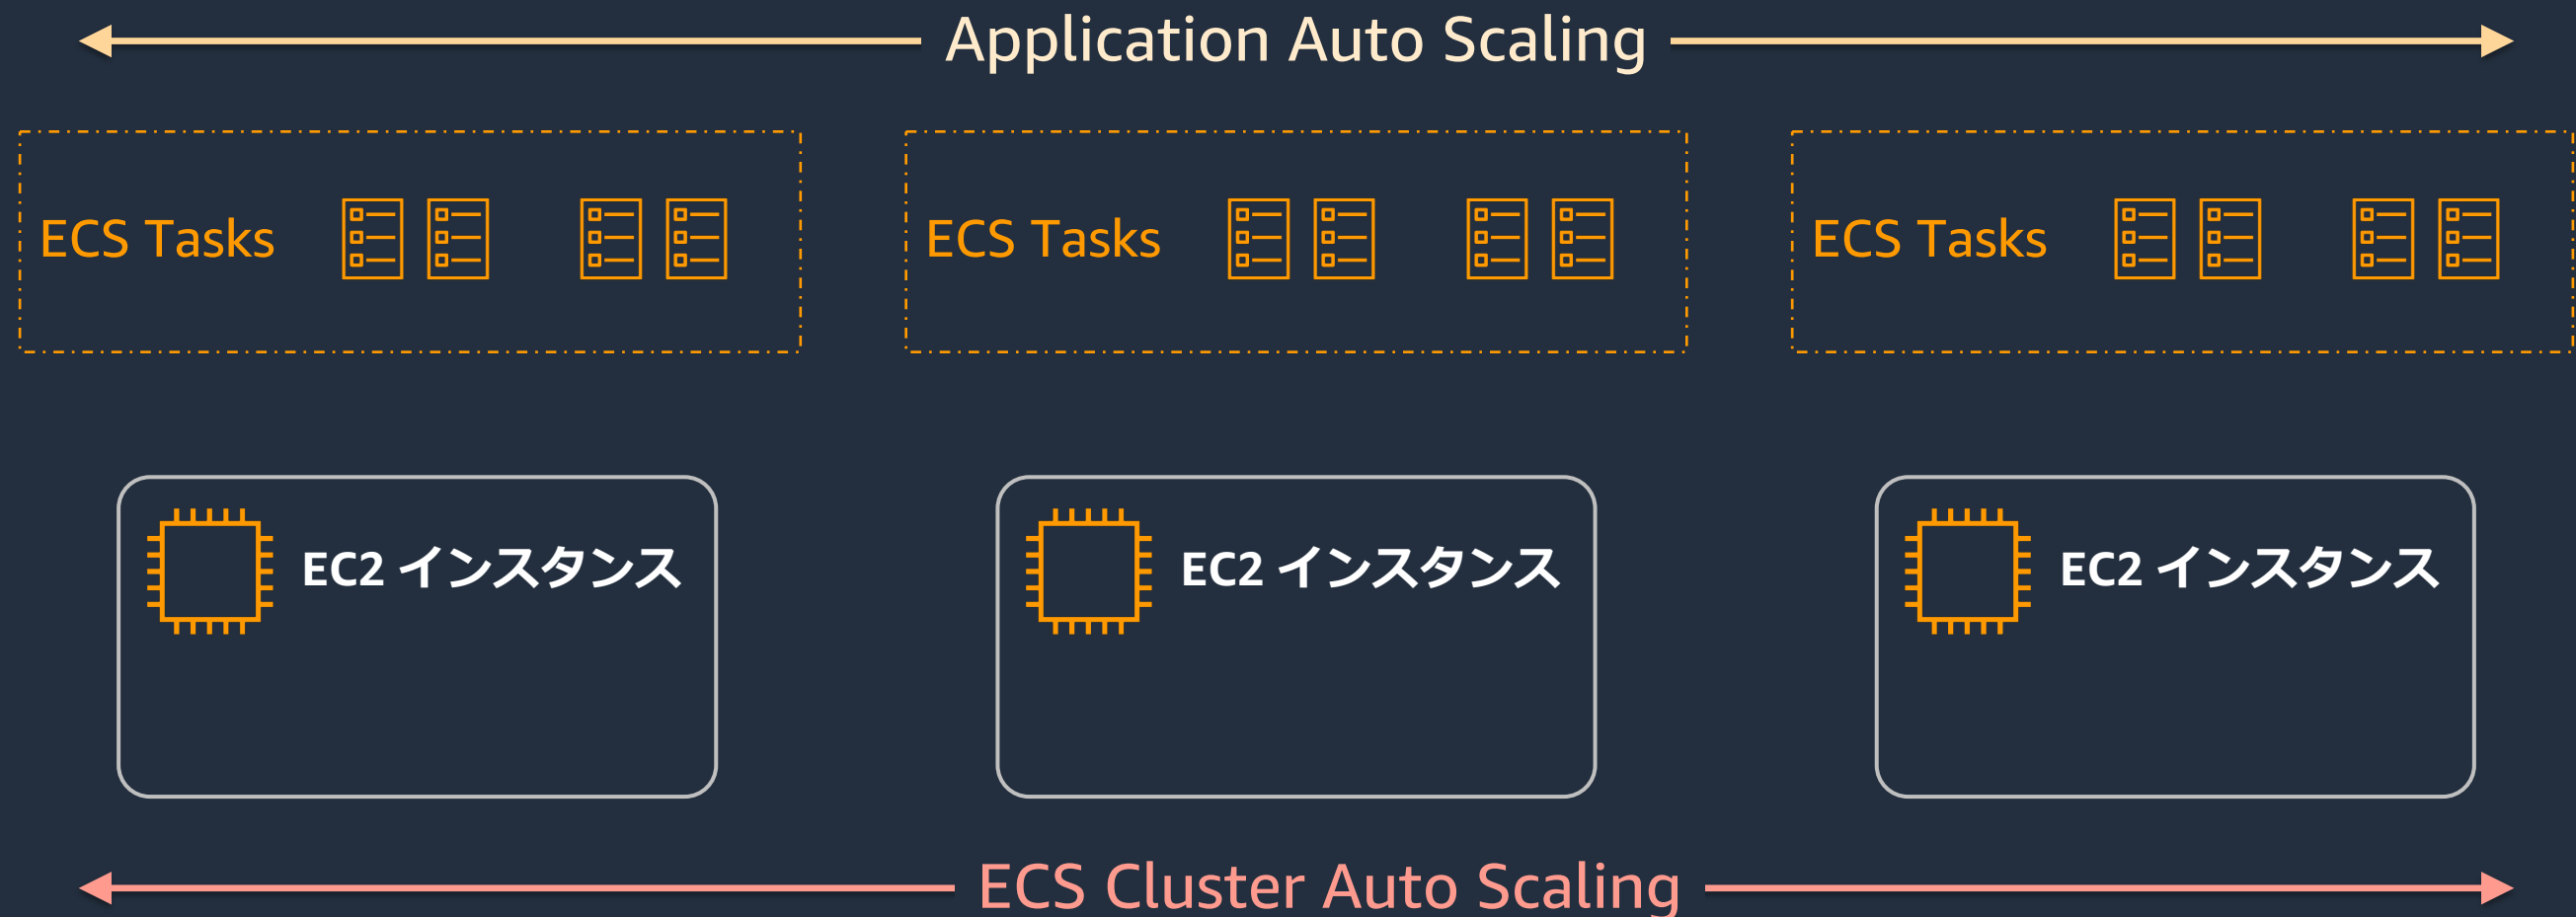 Application Auto Scaling
ECS Tasks
ECS Tasks
ECS Tasks
EC2 インスタンス
EC2 インスタンス
EC2 インスタンス
ECS Cluster Auto Scaling